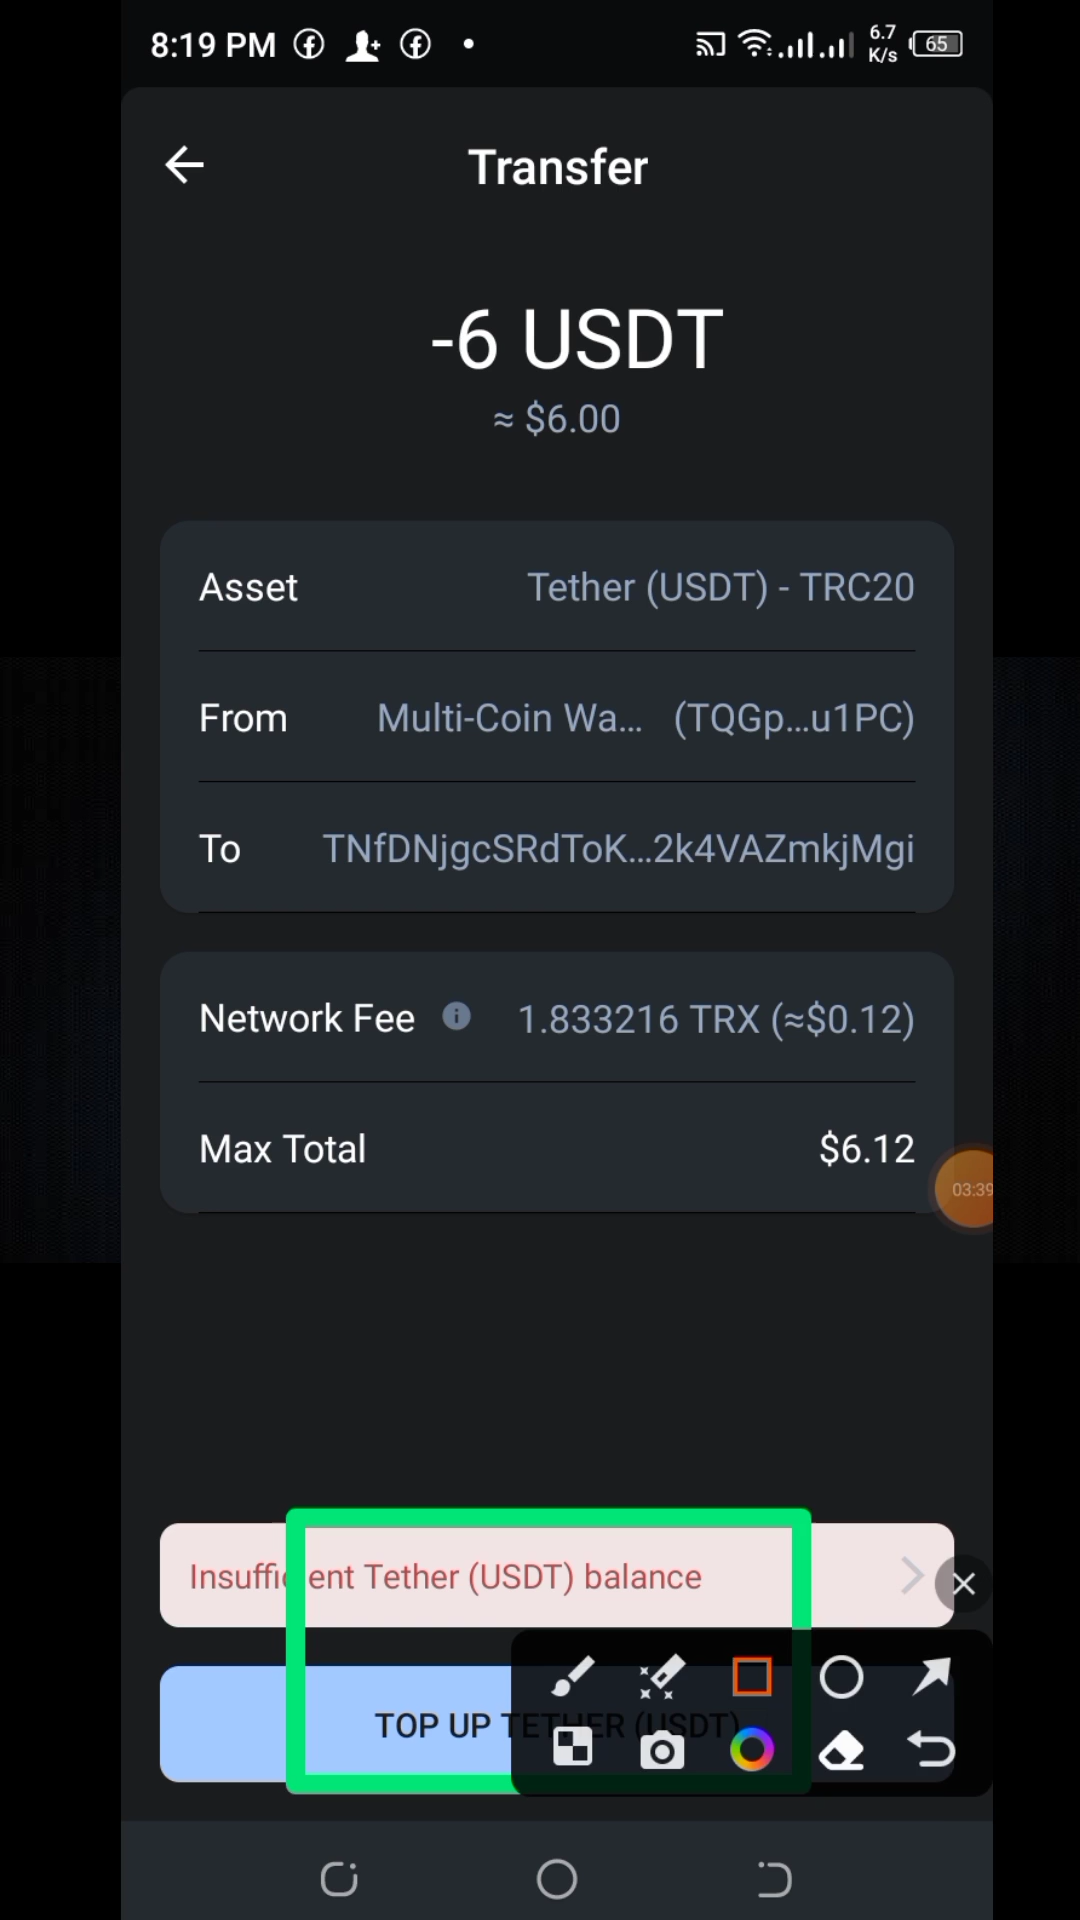 8:19 PM
6.7
K/s
65
Transfer
-6 USDT
≈ $6.00
Asset Tether (USDT) - TRC20
From Multi-Coin Wa... (TQGp...u1PC)
To TNfDNjgcSRdToK...2k4VAZmkjMgi
Network Fee 1.833216 TRX (≈$0.12)
Max Total $6.12
03:39
Insufficient Tether (USDT) balance
TOP UP TETHER (USDT)